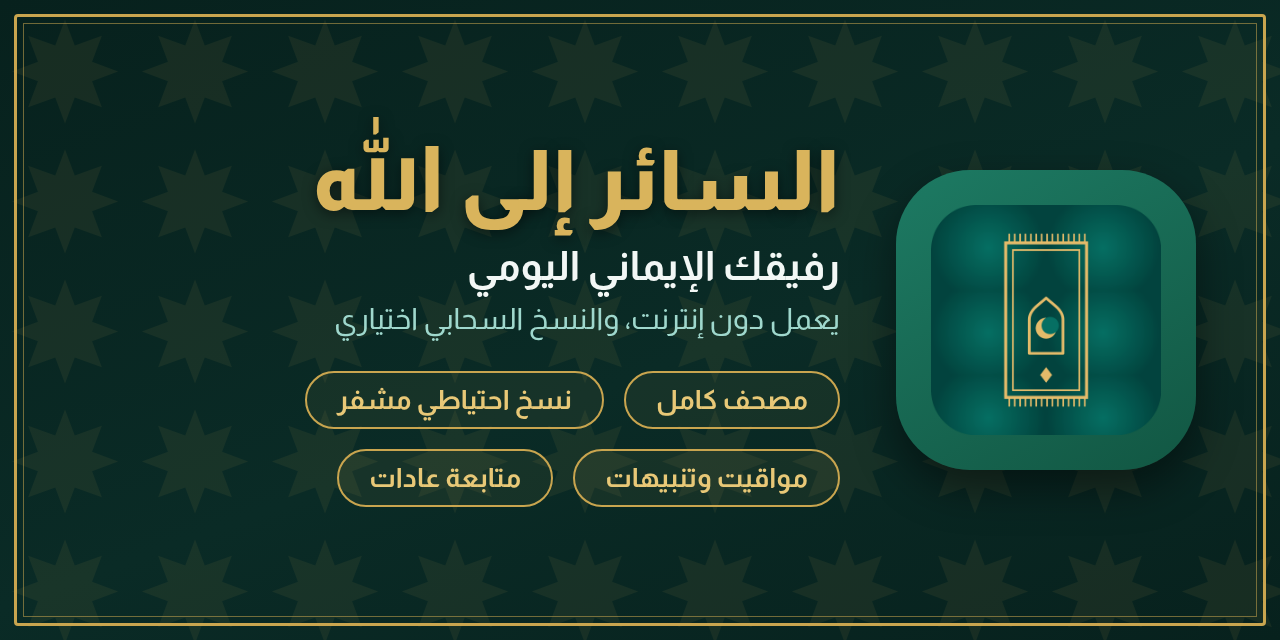 السائر إلى الله
رفيقك الإيماني اليومي
يعمل دون إنترنت، والنسخ السحابي اختياري
مصحف كامل
نسخ احتياطي مشفر
مواقيت وتنبيهات
متابعة عادات